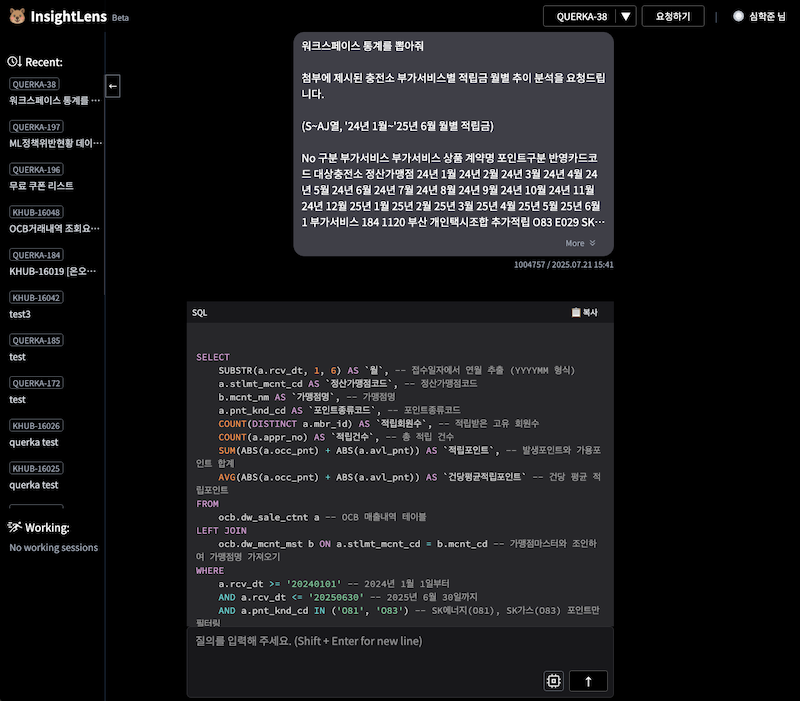 InsightLens Beta
QUERKA-38 ▼
요청하기
|
심학준 님
Recent:
QUERKA-38
워크스페이스 통계를 ⋯
QUERKA-197
ML정책위반현황 데이⋯
QUERKA-196
무료 쿠폰 리스트
KHUB-16048
OCB거래내역 조회요⋯
QUERKA-184
KHUB-16019 [온오⋯
KHUB-16042
test3
QUERKA-185
test
QUERKA-172
test
KHUB-16026
querka test
KHUB-16025
querka test
Working:
No working sessions
←
워크스페이스 통계를 뽑아줘
첨부에 제시된 충전소 부가서비스별 적립금 월별 추이 분석을 요청드립
니다.
(S~AJ열, '24년 1월~'25년 6월 월별 적립금)
No 구분 부가서비스 부가서비스 상품 계약명 포인트구분 반영카드코
드 대상충전소 정산가맹점 24년 1월 24년 2월 24년 3월 24년 4월 24
년 5월 24년 6월 24년 7월 24년 8월 24년 9월 24년 10월 24년 11월
24년 12월 25년 1월 25년 2월 25년 3월 25년 4월 25년 5월 25년 6월
1 부가서비스 184 1120 부산 개인택시조합 추가적립 O83 E029 SK⋯
More
1004757 / 2025.07.21 15:41
SQL
복사
SELECT
SUBSTR(a.rcv_dt, 1, 6) AS `월`, -- 접수일자에서 연월 추출 (YYYYMM 형식)
a.stlmt_mcnt_cd AS `정산가맹점코드`, -- 정산가맹점코드
b.mcnt_nm AS `가맹점명`, -- 가맹점명
a.pnt_knd_cd AS `포인트종류코드`, -- 포인트종류코드
COUNT(DISTINCT a.mbr_id) AS `적립회원수`, -- 적립받은 고유 회원수
COUNT(a.appr_no) AS `적립건수`, -- 총 적립 건수
SUM(ABS(a.occ_pnt) + ABS(a.avl_pnt)) AS `적립포인트`, -- 발생포인트와 가용포
인트 합계
AVG(ABS(a.occ_pnt) + ABS(a.avl_pnt)) AS `건당평균적립포인트` -- 건당 평균 적
립포인트
FROM
ocb.dw_sale_ctnt a -- OCB 매출내역 테이블
LEFT JOIN
ocb.dw_mcnt_mst b ON a.stlmt_mcnt_cd = b.mcnt_cd -- 가맹점마스터와 조인하
여 가맹점명 가져오기
WHERE
a.rcv_dt >= '20240101' -- 2024년 1월 1일부터
AND a.rcv_dt <= '20250630' -- 2025년 6월 30일까지
AND a.pnt_knd_cd IN ('O81', 'O83') -- SK에너지(O81), SK가스(O83) 포인트만
필터링
질의를 입력해 주세요. (Shift + Enter for new line)
↑